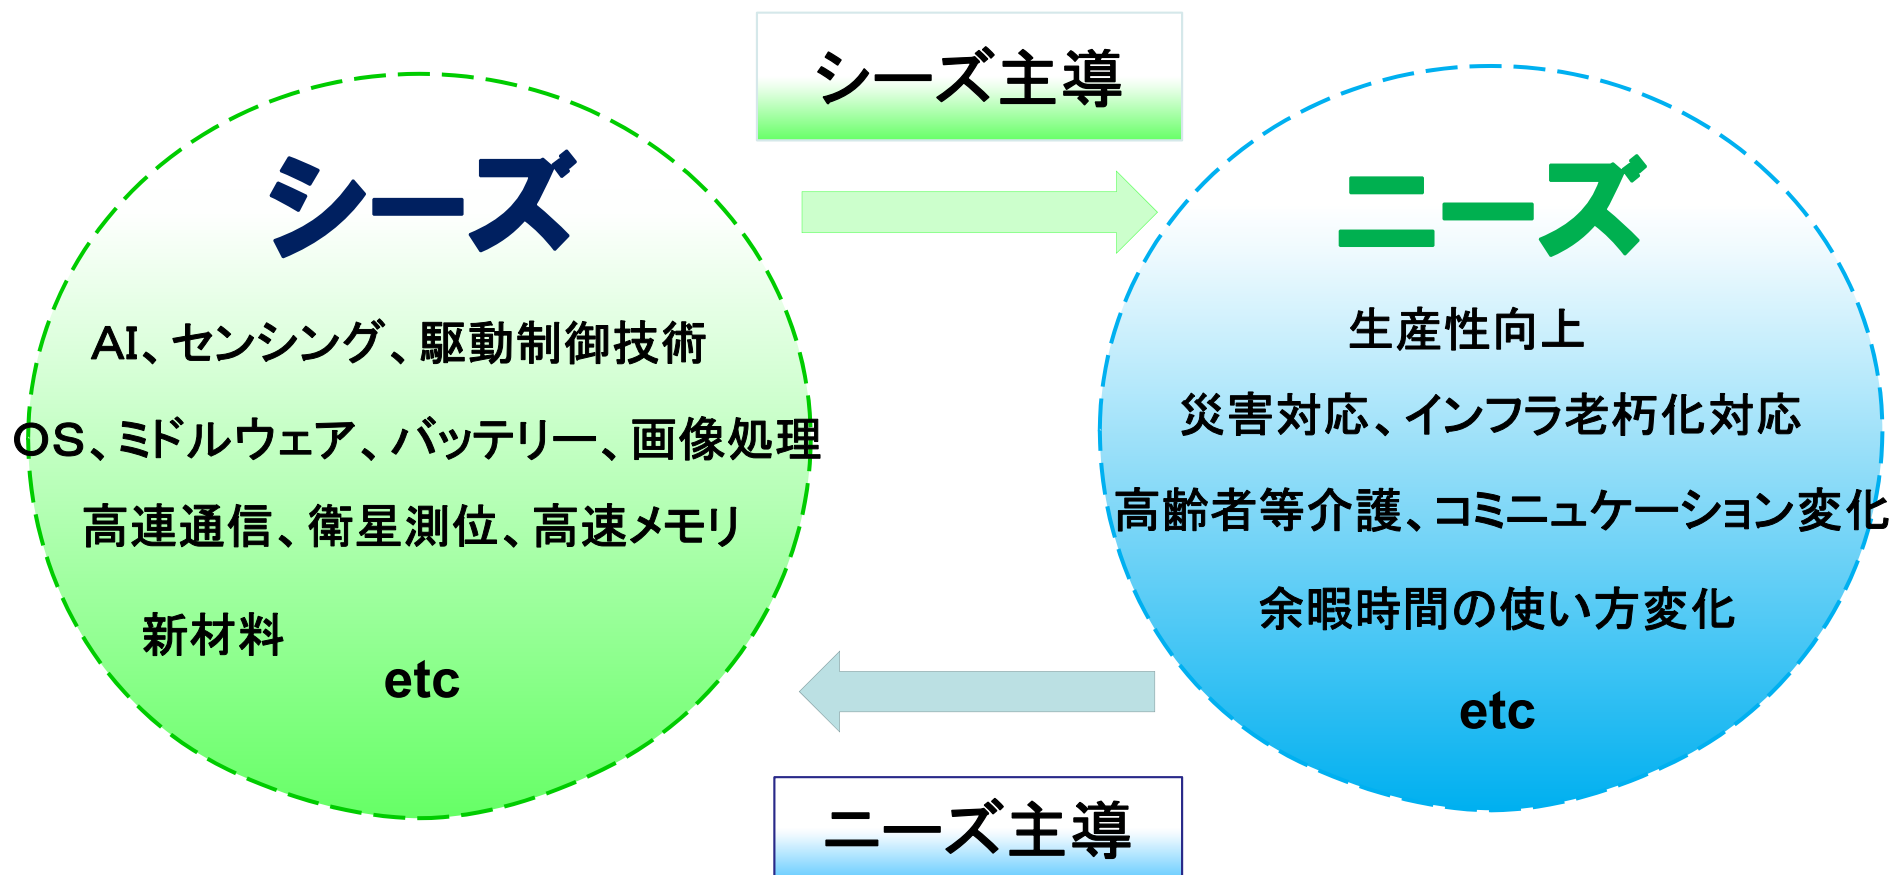 シーズ主導
シーズ
AI、センシング、駆動制御技術
OS、ミドルウェア、バッテリー、画像処理
高連通信、衛星測位、高速メモリ
新材料
etc
ニーズ
生産性向上
災害対応、インフラ老朽化対応
高齢者等介護、コミニュケーション変化
余暇時間の使い方変化
etc
ニーズ主導